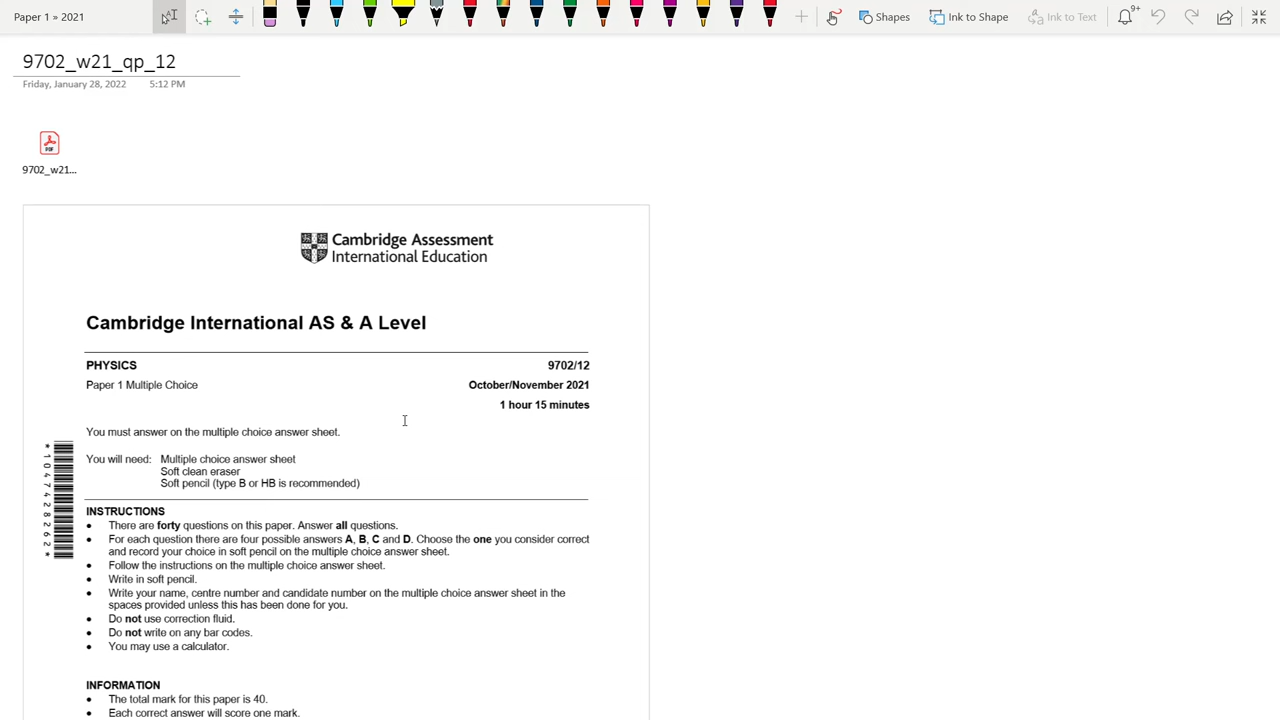 Paper 1 » 2021
Shapes
Ink to Shape
Ink to Text
9+
9702_w21_qp_12
Friday, January 28, 2022 5:12 PM
PDF
9702_w21...
Cambridge Assessment
International Education
Cambridge International AS & A Level
PHYSICS 9702/12
Paper 1 Multiple Choice October/November 2021
1 hour 15 minutes
You must answer on the multiple choice answer sheet.
You will need: Multiple choice answer sheet
Soft clean eraser
Soft pencil (type B or HB is recommended)
*1047428262*
INSTRUCTIONS
● There are forty questions on this paper. Answer all questions.
● For each question there are four possible answers A, B, C and D. Choose the one you consider correct
and record your choice in soft pencil on the multiple choice answer sheet.
● Follow the instructions on the multiple choice answer sheet.
● Write in soft pencil.
● Write your name, centre number and candidate number on the multiple choice answer sheet in the
spaces provided unless this has been done for you.
● Do not use correction fluid.
● Do not write on any bar codes.
● You may use a calculator.
INFORMATION
● The total mark for this paper is 40.
● Each correct answer will score one mark.